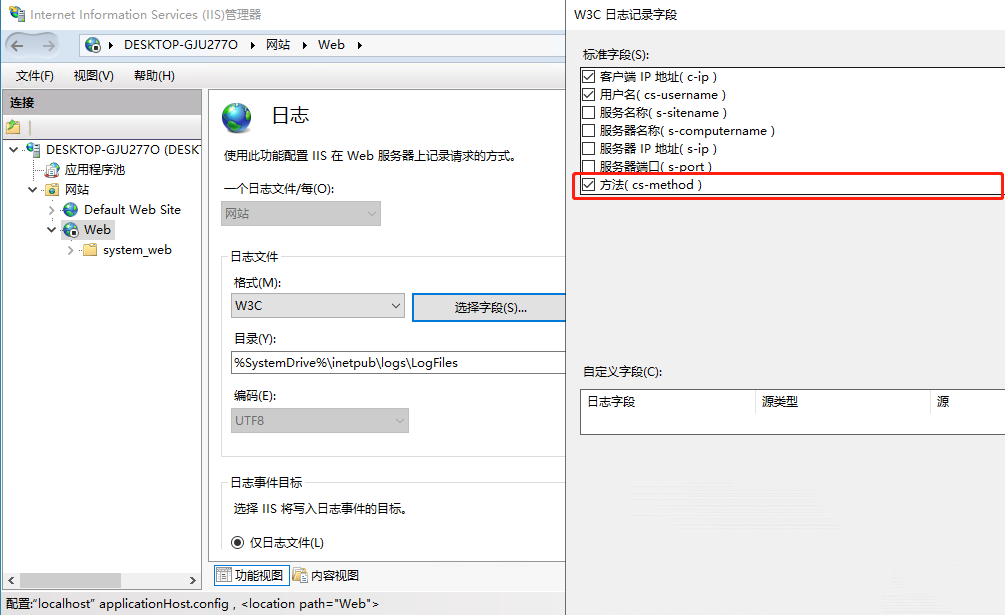 Internet Information Services (IIS)管理器
DESKTOP-GJU277O
网站
Web
文件(F)
视图(V)
帮助(H)
连接
DESKTOP-GJU277O (DESKT
应用程序池
网站
Default Web Site
Web
system_web
日志
使用此功能配置 IIS 在 Web 服务器上记录请求的方式。
一个日志文件/每(O):
网站
日志文件
格式(M):
W3C
选择字段(S)...
目录(Y):
%SystemDrive%\inetpub\logs\LogFiles
编码(E):
UTF8
日志事件目标
选择 IIS 将写入日志事件的目标。
仅日志文件(L)
功能视图
内容视图
配置:“localhost” applicationHost.config , <location path="Web">
W3C 日志记录字段
标准字段(S):
客户端 IP 地址( c-ip )
用户名( cs-username )
服务名称( s-sitename )
服务器名称( s-computername )
服务器 IP 地址( s-ip )
服务器端口( s-port )
方法( cs-method )
自定义字段(C):
日志字段
源类型
源